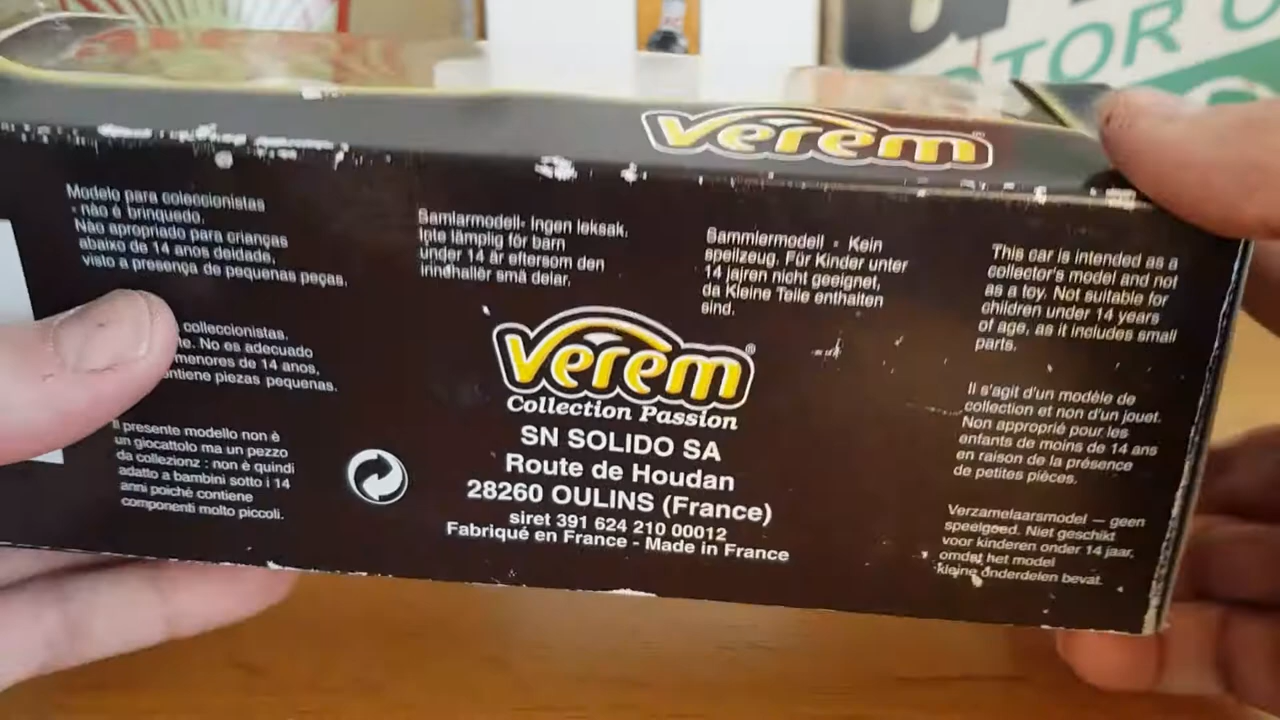 TOR O
Verem
Modelo para coleccionistas
- não é brinquedo.
Não apropriado para crianças
abaixo de 14 anos deidade,
visto a presença de pequenas peças.
colleccionistas.
No es adecuado
menores de 14 anos,
piezas pequenas.
Il presente modello non è
un giocattolo ma un pezzo
da collezionz : non è quindi
adatto a bambini sotto i 14
anni poichè contiene
componenti molto piccoli.
Samlarmodell- Ingen leksak.
Inte lämplig för barn
under 14 år eftersom den
innehaller små delar.
Sammlermodell - Kein
speilzeug. Für Kinder unter
14 jajren nicht geeignet,
da Kleine Teile enthalten
sind.
Verem®
Collection Passion
SN SOLIDO SA
Route de Houdan
28260 OULINS (France)
siret 391 624 210 00012
Fabriqué en France - Made in France
This car is intended as a
collector's model and not
as a toy. Not suitable for
children under 14 years
of age, as it includes small
parts.
Il s'agit d'un modèle de
collection et non d'un jouet.
Non approprié pour les
enfants de moins de 14 ans
en raison de la présence
de petites pièces.
Verzamelaarsmodel — geen
speelgoed. Niet geschikt
voor kinderen onder 14 jaar,
omdat het model
kleine onderdelen bevat.